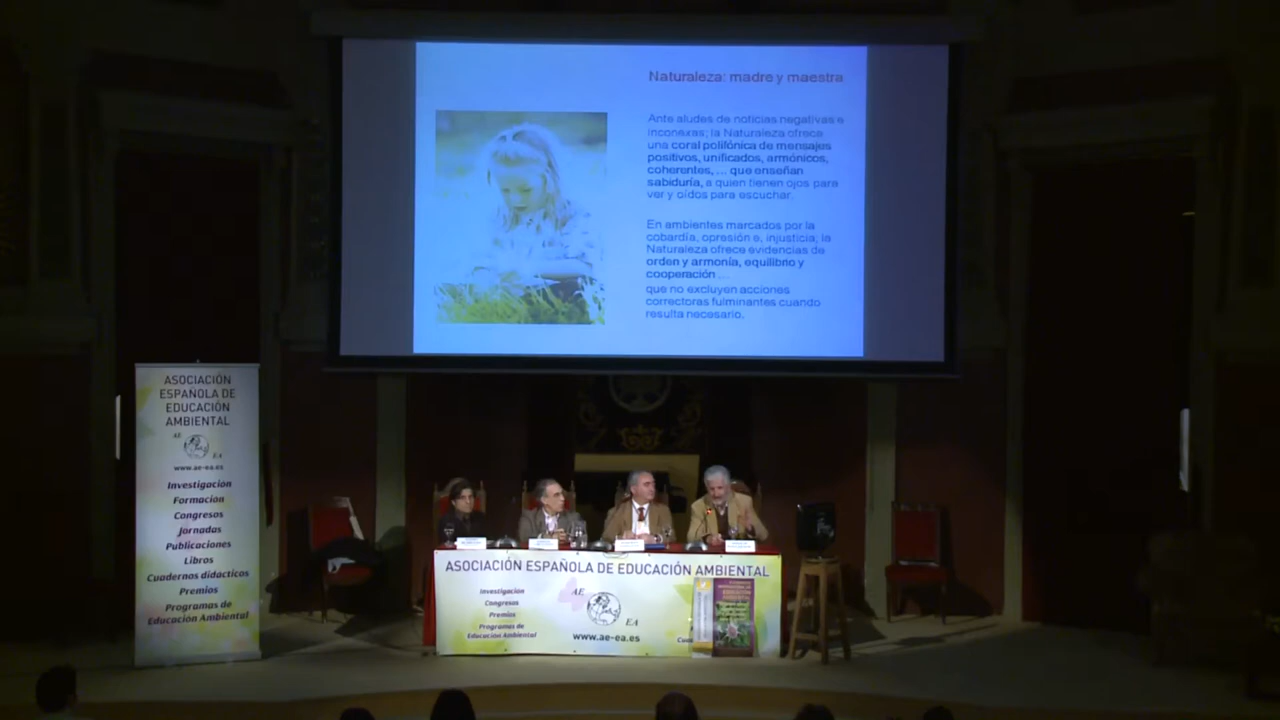 Naturaleza: madre y maestra
Ante aludes de noticias negativas e
inconexas; la Naturaleza ofrece
una coral polifónica de mensajes
positivos, unificados, armónicos,
coherentes, ... que enseñan
sabiduría, a quien tienen ojos para
ver y oídos para escuchar.
En ambientes marcados por la
cobardía, opresión e, injusticia; la
Naturaleza ofrece evidencias de
orden y armonía, equilibrio y
cooperación ...
que no excluyen acciones
correctoras fulminantes cuando
resulta necesario.
ASOCIACIÓN
ESPAÑOLA DE
EDUCACIÓN
AMBIENTAL
AE
EA
www.ae-ea.es
Investigación
Formación
Congresos
Jornadas
Publicaciones
Libros
Cuadernos didácticos
Premios
Programas de
Educación Ambiental
ASOCIACIÓN ESPAÑOLA DE EDUCACIÓN AMBIENTAL
Investigación
Congresos
Premios
Programas de
Educación Ambiental
AE
EA
www.ae-ea.es
EDUCACIÓN